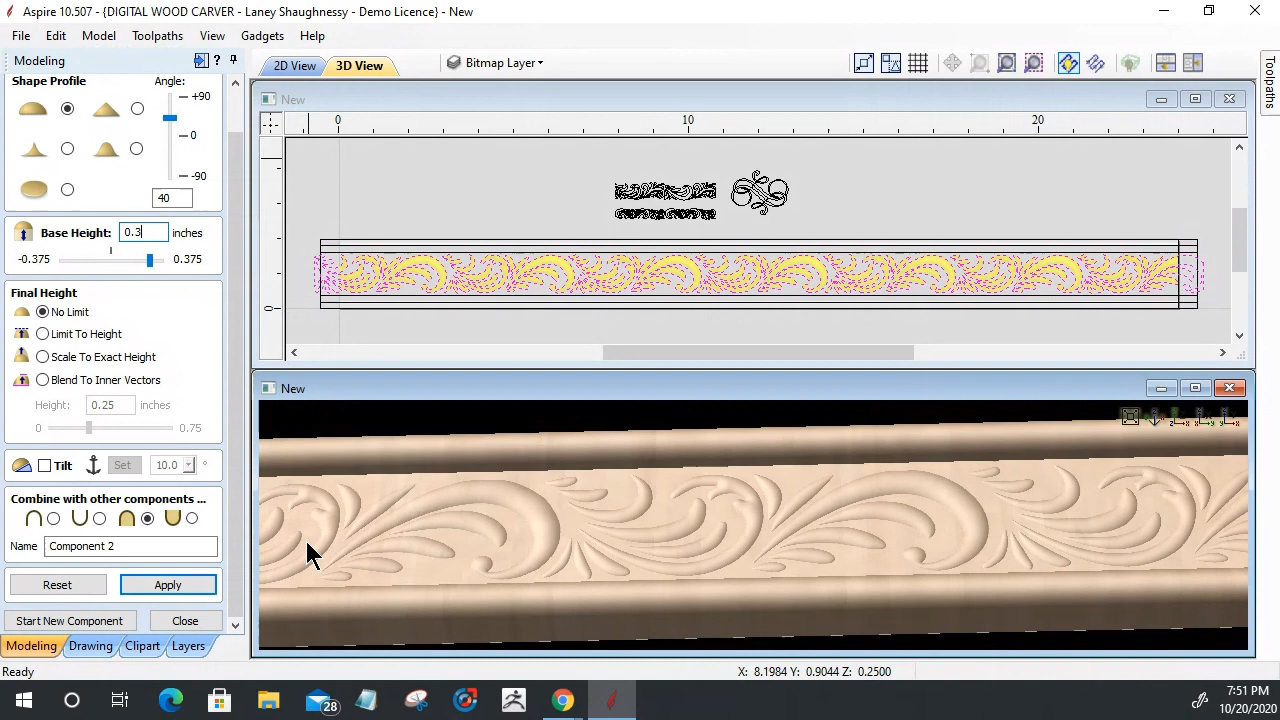 Aspire 10.507 - {DIGITAL WOOD CARVER - Laney Shaughnessy - Demo Licence} - New
File Edit Model Toolpaths View Gadgets Help
Modeling
2D View 3D View Bitmap Layer
Toolpaths
Shape Profile
Angle:
+90
0
-90
40
Base Height: 0.3 inches
-0.375 0.375
Final Height
No Limit
Limit To Height
Scale To Exact Height
Blend To Inner Vectors
Height: 0.25 inches
0 0.75
Tilt Set 10.0 °
Combine with other components ...
Name Component 2
Reset Apply
Start New Component Close
Modeling Drawing Clipart Layers
New
0 10 20
0
New
Ready
X: 8.1984 Y: 0.9044 Z: 0.2500
28
7:51 PM
10/20/2020